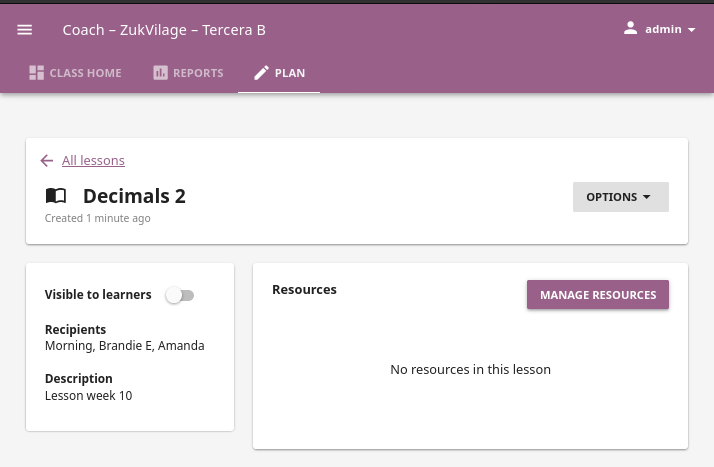 Coach – ZukVilage – Tercera B
admin
CLASS HOME
REPORTS
PLAN
All lessons
Decimals 2
OPTIONS
Created 1 minute ago
Visible to learners
Recipients
Morning, Brandie E, Amanda
Description
Lesson week 10
Resources
MANAGE RESOURCES
No resources in this lesson